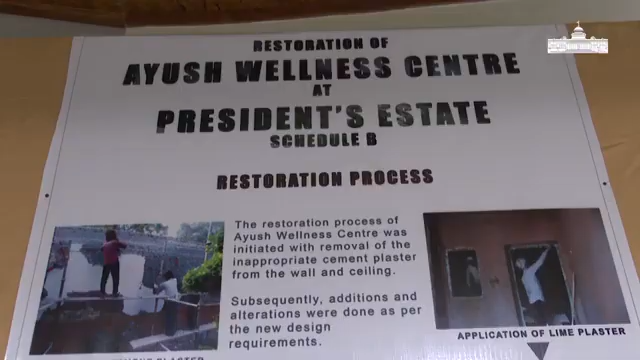 RESTORATION OF
AYUSH WELLNESS CENTRE
AT
PRESIDENT'S ESTATE
SCHEDULE B
RESTORATION PROCESS
The restoration process of
Ayush Wellness Centre was
initiated with removal of the
inappropriate cement plaster
from the wall and ceiling.
Subsequently, additions and
alterations were done as per
the new design
requirements.
APPLICATION OF LIME PLASTER
PLASTER